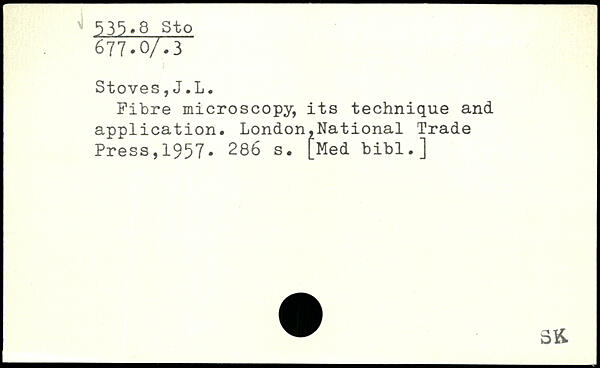 535.8 Sto
677.0/.3
Stoves,J.L.
Fibre microscopy, its technique and
application. London,National Trade
Press,1957. 286 s. [Med bibl.]
SK